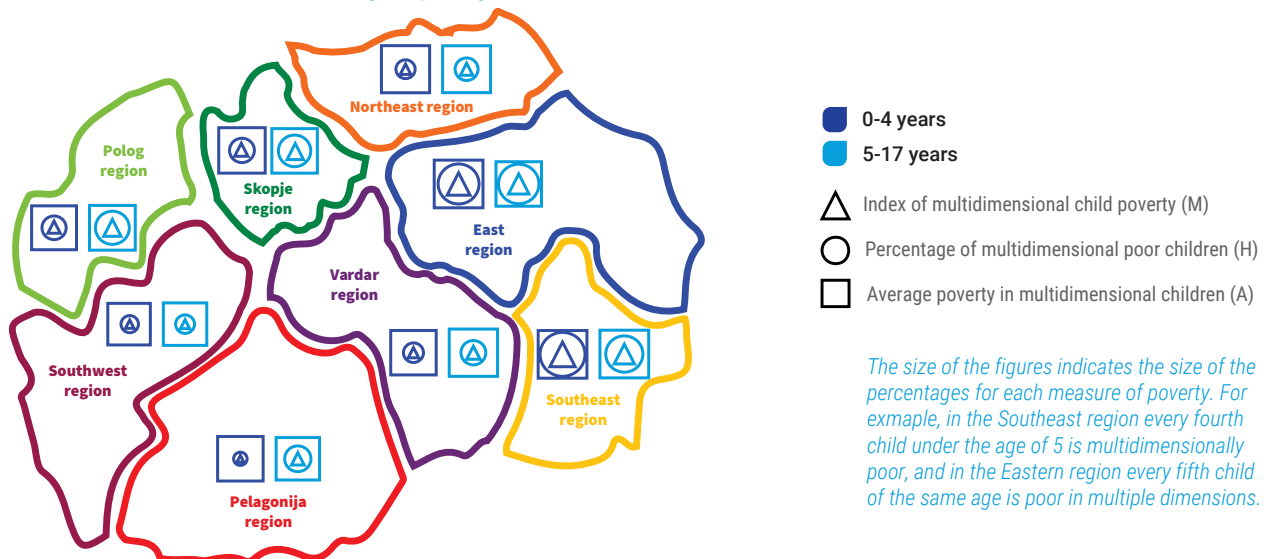 Northeast region
Polog
region
Skopje
region
East
region
Vardar
region
Southwest
region
Southeast
region
Pelagonija
region
0-4 years
5-17 years
Index of multidimensional child poverty (M)
Percentage of multidimensional poor children (H)
Average poverty in multidimensional children (A)
The size of the figures indicates the size of the
percentages for each measure of poverty. For
exmaple, in the Southeast region every fourth
child under the age of 5 is multidimensionally
poor, and in the Eastern region every fifth child
of the same age is poor in multiple dimensions.